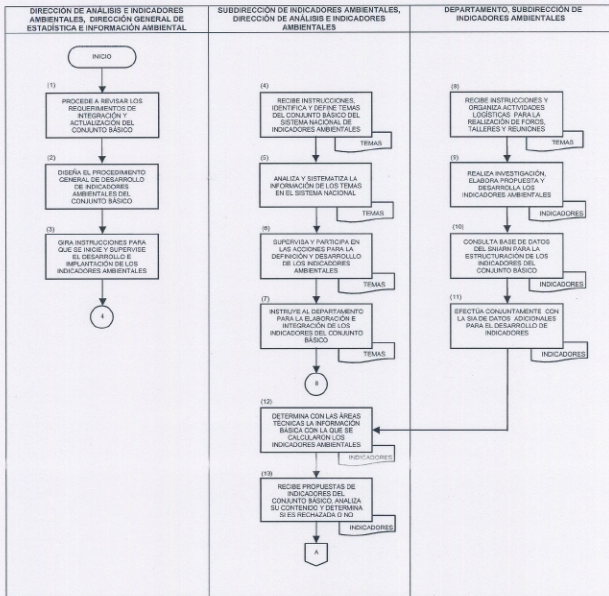 DIRECCIÓN DE ANÁLISIS E INDICADORES
AMBIENTALES, DIRECCIÓN GENERAL DE
ESTADÍSTICA E INFORMACIÓN AMBIENTAL
SUBDIRECCIÓN DE INDICADORES AMBIENTALES,
DIRECCIÓN DE ANÁLISIS E INDICADORES
AMBIENTALES
DEPARTAMENTO, SUBDIRECCIÓN DE
INDICADORES AMBIENTALES
INICIO
(1)
PROCEDE A REVISAR LOS
REQUERIMIENTOS DE
INTEGRACIÓN Y
ACTUALIZACIÓN DEL
CONJUNTO BÁSICO
(2)
DISEÑA EL PROCEDIMIENTO
GENERAL DE DESARROLLO
DE INDICADORES
AMBIENTALES DEL
CONJUNTO BÁSICO
(3)
GIRA INSTRUCCIONES PARA
QUE SE INICIE Y SUPERVISE
EL DESARROLLO E
IMPLANTACIÓN DE LOS
INDICADORES AMBIENTALES
4
(4)
RECIBE INSTRUCCIONES,
IDENTIFICA Y DEFINE TEMAS
DEL CONJUNTO BÁSICO DEL
SISTEMA NACIONAL DE
INDICADORES AMBIENTALES
TEMAS
(5)
ANALIZA Y SISTEMATIZA LA
INFORMACIÓN DE LOS TEMAS
EN EL SISTEMA NACIONAL
TEMAS
(6)
SUPERVISA Y PARTICIPA EN
LAS ACCIONES PARA LA
DEFINICIÓN Y DESARROLLO
DE LOS INDICADORES
AMBIENTALES
TEMAS
(7)
INSTRUYE AL DEPARTAMENTO
PARA LA ELABORACIÓN E
INTEGRACIÓN DE LOS
INDICADORES DEL CONJUNTO
BÁSICO
TEMAS
8
(8)
RECIBE INSTRUCCIONES Y
ORGANIZA ACTIVIDADES
LOGÍSTICAS PARA LA
REALIZACIÓN DE FOROS,
TALLERES Y REUNIONES
TEMAS
(9)
REALIZA INVESTIGACIÓN,
ELABORA PROPUESTA Y
DESARROLLA LOS
INDICADORES AMBIENTALES
INDICADORES
(10)
CONSULTA BASE DE DATOS
DEL SNIARN PARA LA
ESTRUCTURACIÓN DE LOS
INDICADORES DEL
CONJUNTO BÁSICO
INDICADORES
(11)
EFECTÚA CONJUNTAMENTE CON
LA SIA DE DATOS ADICIONALES
PARA EL DESARROLLO DE
INDICADORES
INDICADORES
(12)
DETERMINA CON LAS ÁREAS
TÉCNICAS LA INFORMACIÓN
BÁSICA CON LA QUE SE
CALCULARON LOS
INDICADORES AMBIENTALES
INDICADORES
(13)
RECIBE PROPUESTAS DE
INDICADORES DEL
CONJUNTO BÁSICO, ANALIZA
SU CONTENIDO Y DETERMINA
SI ES RECHAZADA O NO
INDICADORES
A